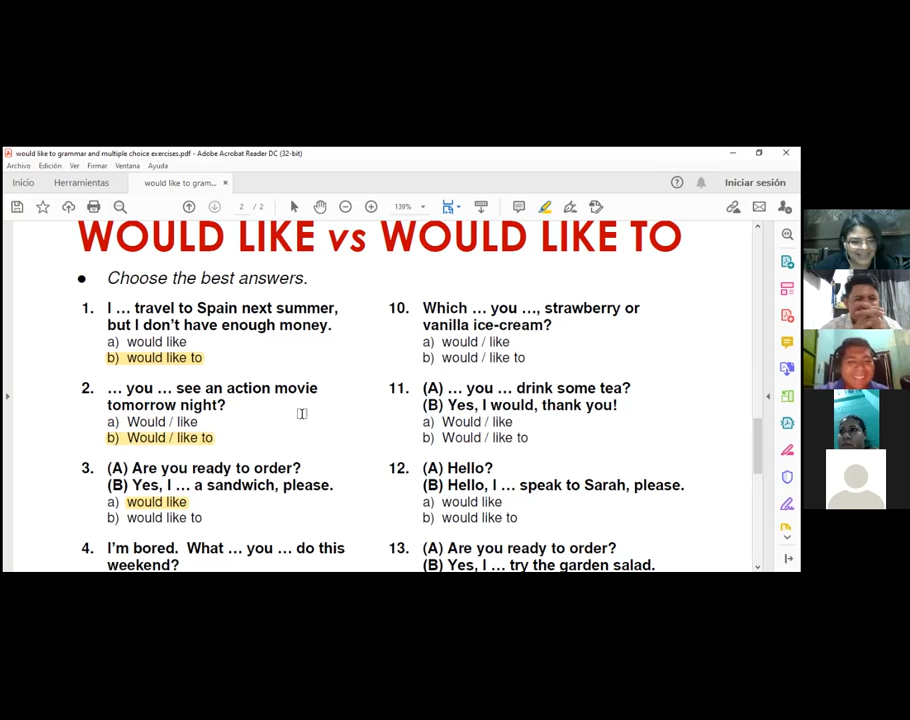 would like to grammar and multiple choice exercises.pdf - Adobe Acrobat Reader DC (32-bit)
Archivo Edición Ver Firmar Ventana Ayuda
Inicio Herramientas would like to gram... × Iniciar sesión
2 / 2 139%
WOULD LIKE vs WOULD LIKE TO
● Choose the best answers.
1. I … travel to Spain next summer,
but I don't have enough money.
a) would like
b) would like to
2. … you … see an action movie
tomorrow night?
a) Would / like
b) Would / like to
3. (A) Are you ready to order?
(B) Yes, I … a sandwich, please.
a) would like
b) would like to
4. I'm bored. What … you … do this
weekend?
10. Which … you …, strawberry or
vanilla ice-cream?
a) would / like
b) would / like to
11. (A) … you … drink some tea?
(B) Yes, I would, thank you!
a) Would / like
b) Would / like to
12. (A) Hello?
(B) Hello, I … speak to Sarah, please.
a) would like
b) would like to
13. (A) Are you ready to order?
(B) Yes, I … try the garden salad.